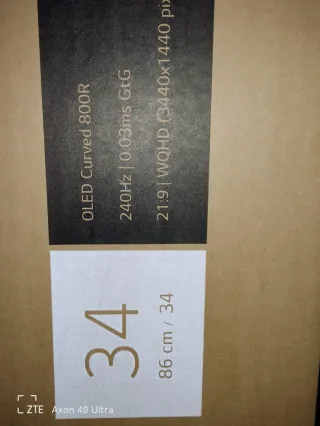 OLED Curved 800R
240Hz | 0.03ms GtG
21:9 | WQHD (3440x1440 pix
34
86 cm / 34
ZTE Axon 40 Ultra